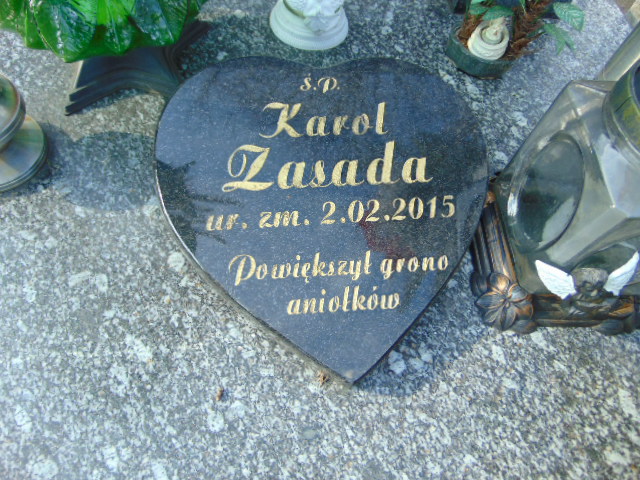 Ś.P.
Karol
Zasada
ur. zm. 2.02.2015
Powiększył grono
aniołków